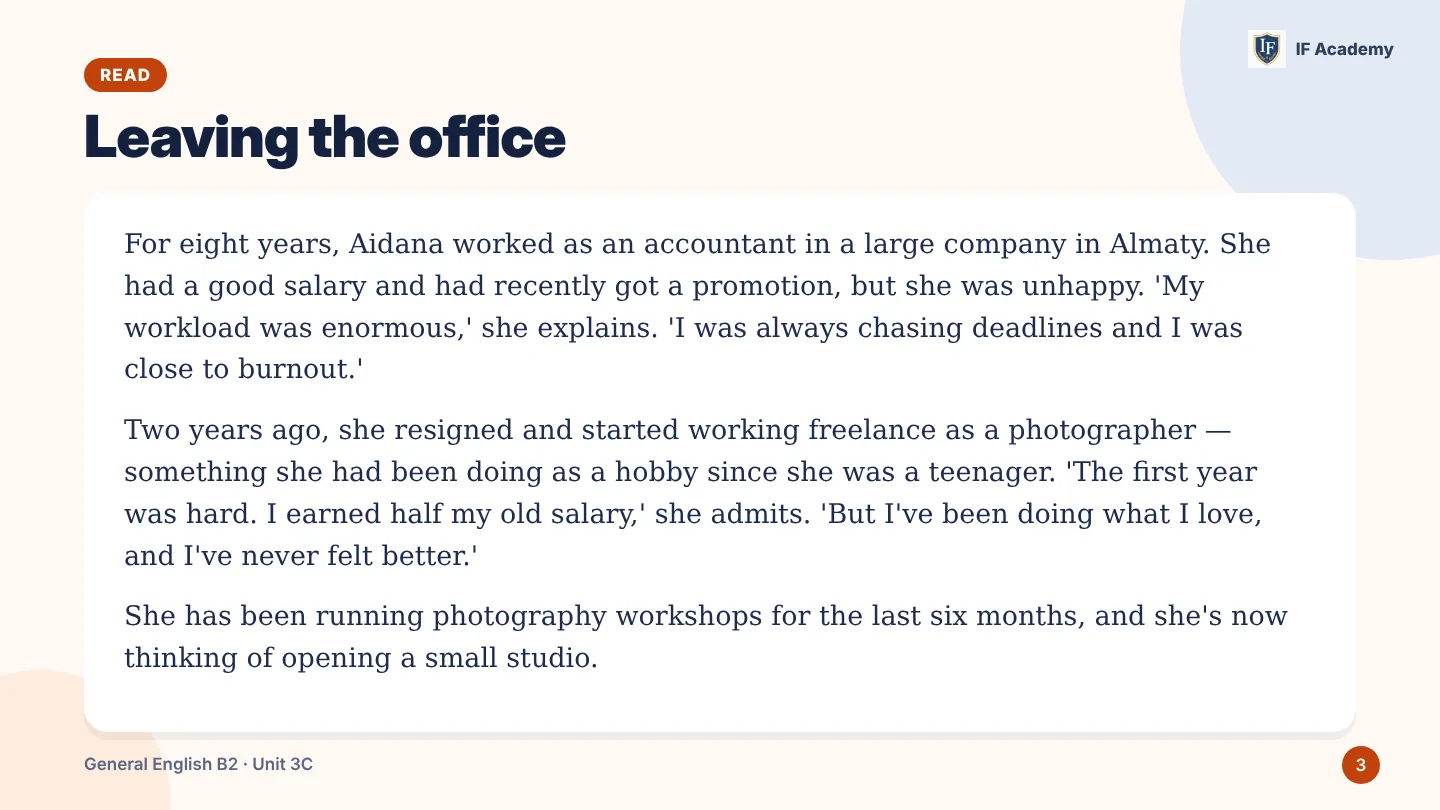 IF
IF Academy
READ
Leaving the office
For eight years, Aidana worked as an accountant in a large company in Almaty. She
had a good salary and had recently got a promotion, but she was unhappy. 'My
workload was enormous,' she explains. 'I was always chasing deadlines and I was
close to burnout.'
Two years ago, she resigned and started working freelance as a photographer —
something she had been doing as a hobby since she was a teenager. 'The first year
was hard. I earned half my old salary,' she admits. 'But I've been doing what I love,
and I've never felt better.'
She has been running photography workshops for the last six months, and she's now
thinking of opening a small studio.
General English B2 · Unit 3C
3